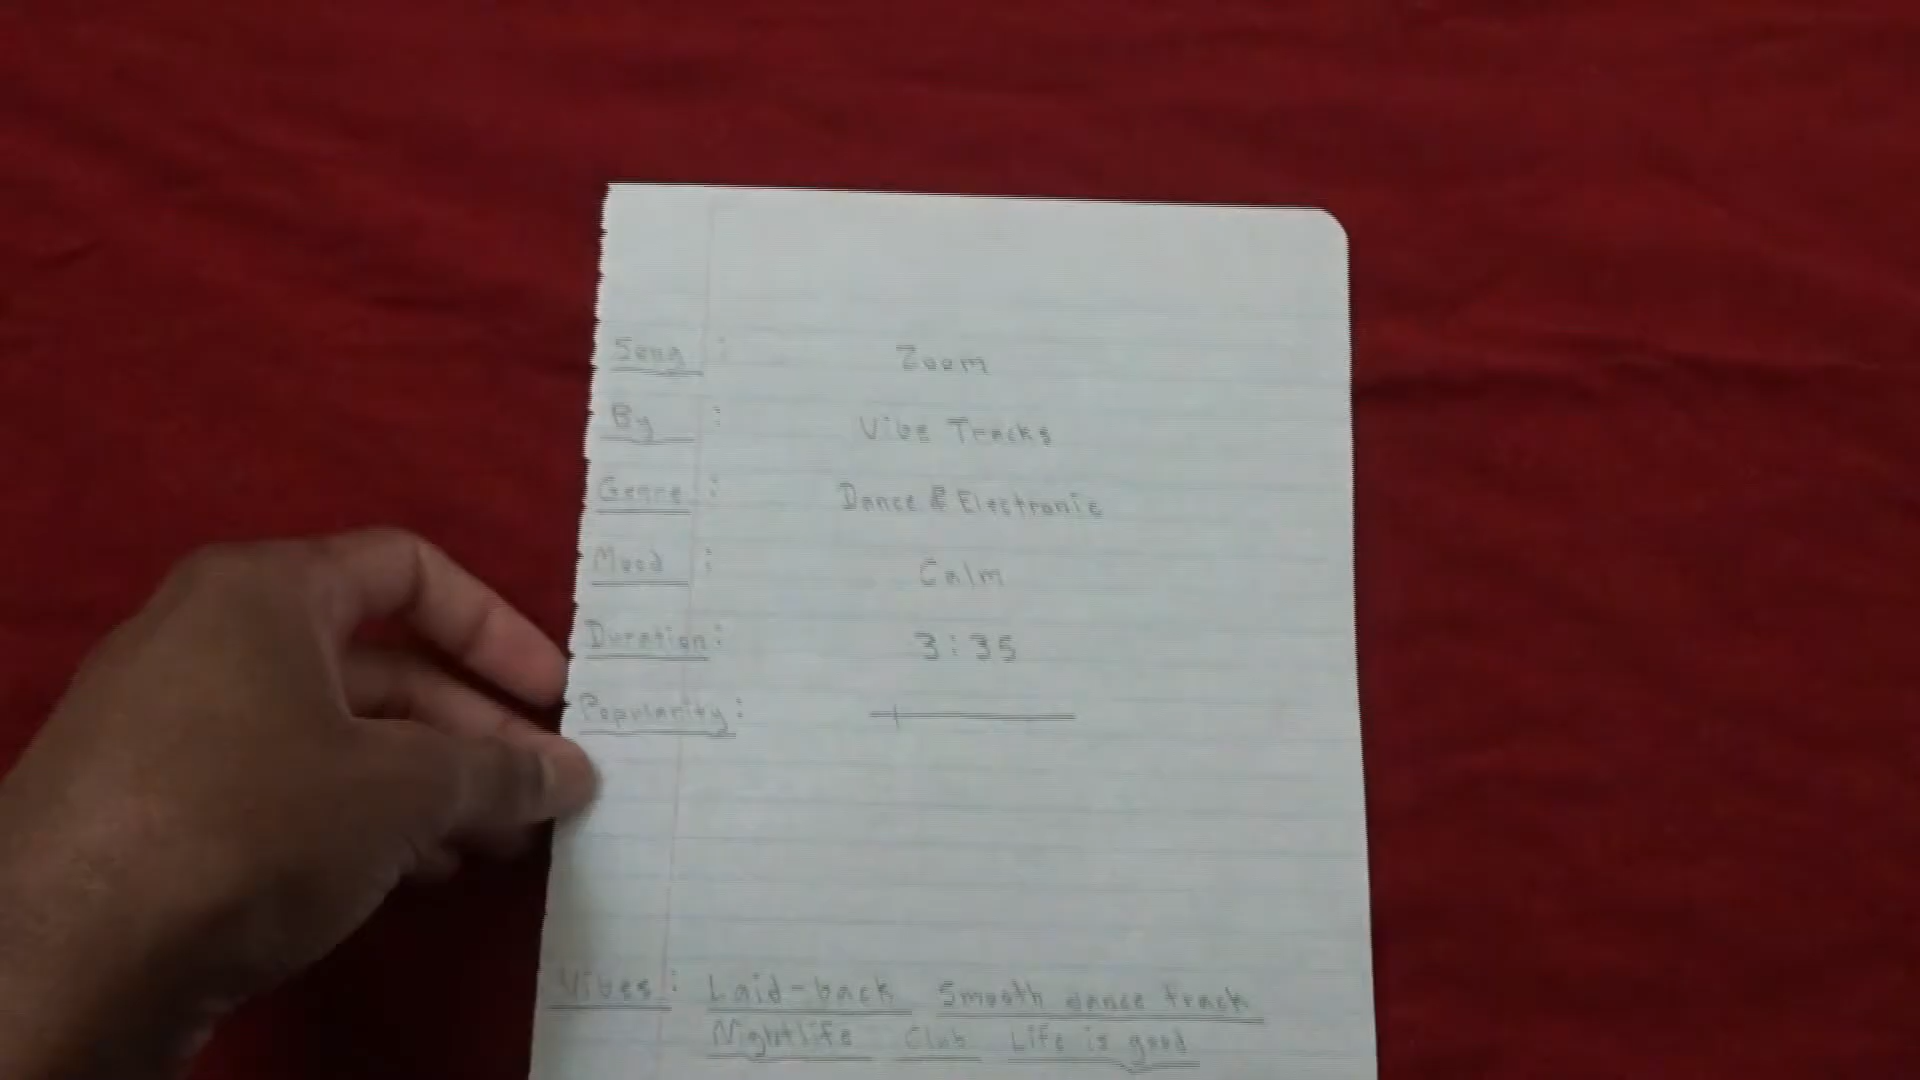 Song : Zoom
By : Vibe Tracks
Genre : Dance & Electronic
Mood : Calm
Duration : 3:35
Popularity :
Vibes : Laid-back Smooth dance track
Nightlife Club Life is good